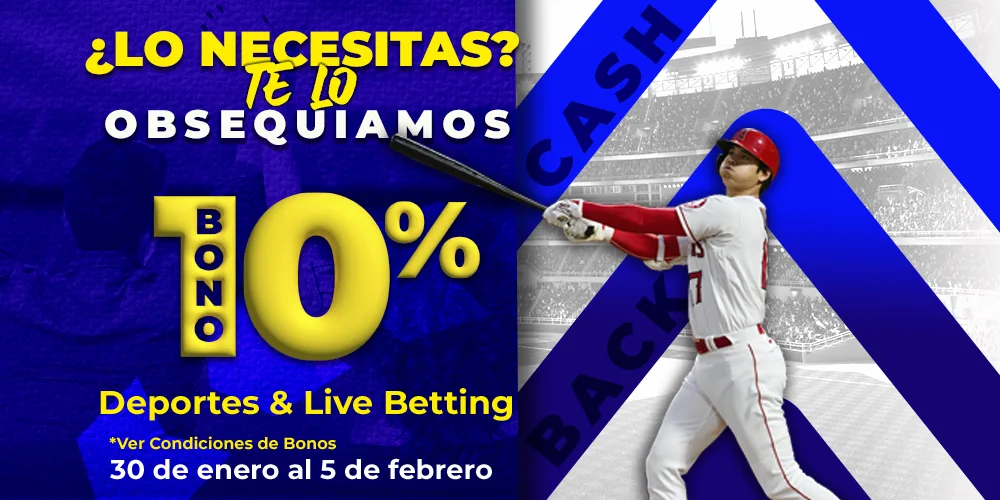 ¿LO NECESITAS?
TE LO
OBSEQUIAMOS
BONO
10%
Deportes & Live Betting
*Ver Condiciones de Bonos
30 de enero al 5 de febrero
CASH
BACK